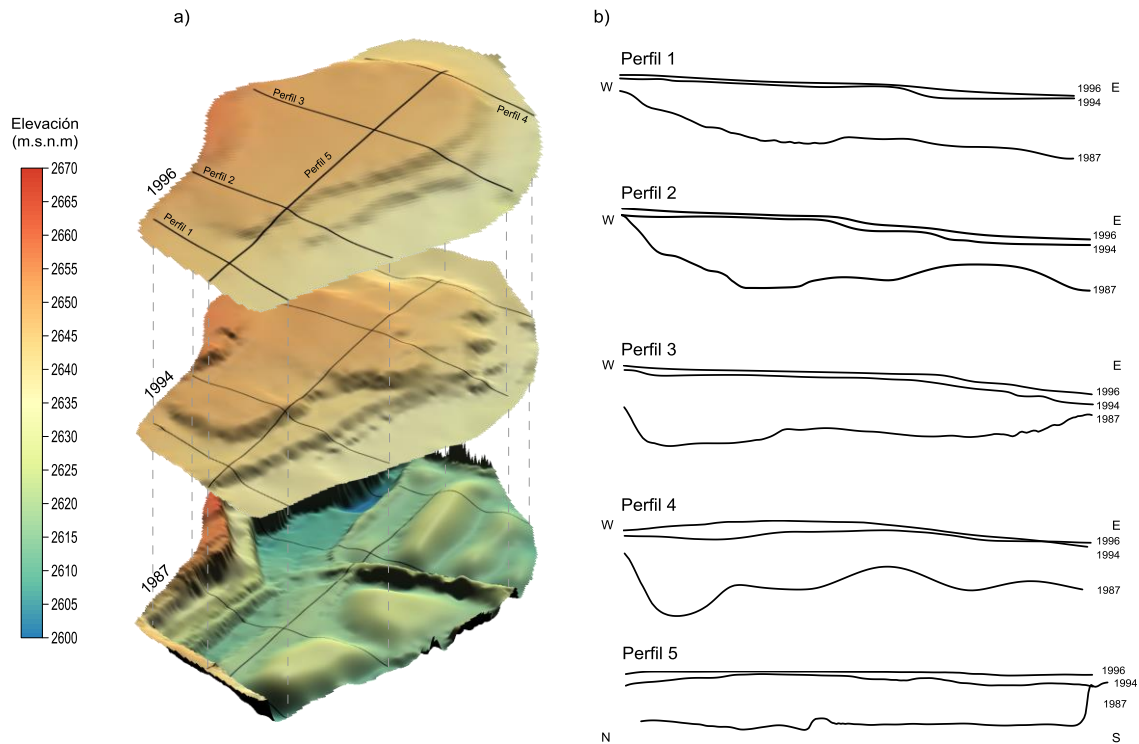 a)
Elevación
(m.s.n.m)
2670
2665
2660
2655
2650
2645
2640
2635
2630
2625
2620
2615
2610
2605
2600
1996
Perfil 3
Perfil 4
Perfil 5
Perfil 2
Perfil 1
1994
1987
b)
Perfil 1
W
E
1996
1994
1987
Perfil 2
W
E
1996
1994
1987
Perfil 3
W
E
1996
1994
1987
Perfil 4
W
E
1996
1994
1987
Perfil 5
1996
1994
1987
N
S